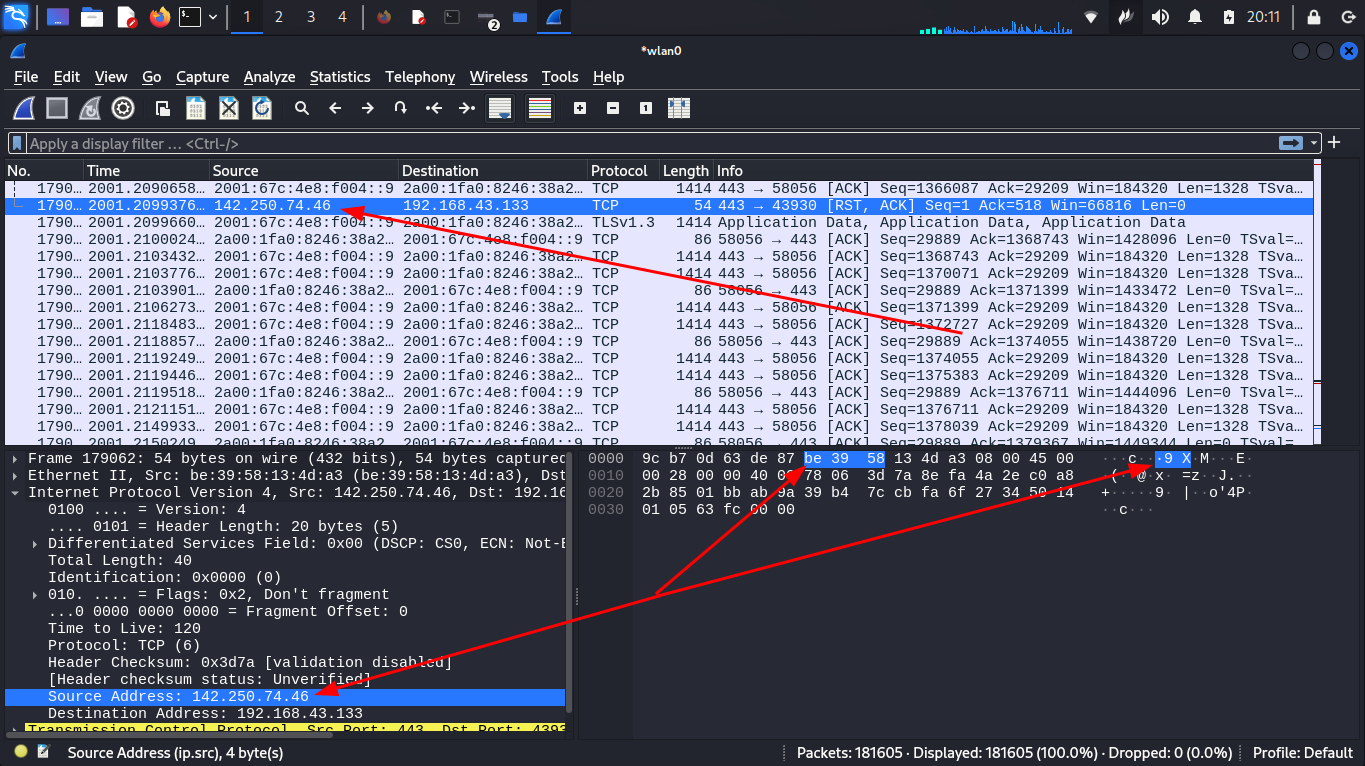 1 2 3 4 2 20:11
*wlan0
File Edit View Go Capture Analyze Statistics Telephony Wireless Tools Help
Apply a display filter … <Ctrl-/>
No. Time Source Destination Protocol Length Info
1790… 2001.2090658… 2001:67c:4e8:f004::9 2a00:1fa0:8246:38a2… TCP 1414 443 → 58056 [ACK] Seq=1366087 Ack=29209 Win=184320 Len=1328 TSva…
1790… 2001.2099376… 142.250.74.46 192.168.43.133 TCP 54 443 → 43930 [RST, ACK] Seq=1 Ack=518 Win=66816 Len=0
1790… 2001.2099660… 2001:67c:4e8:f004::9 2a00:1fa0:8246:38a2… TLSv1.3 1414 Application Data, Application Data, Application Data
1790… 2001.2100024… 2a00:1fa0:8246:38a2… 2001:67c:4e8:f004::9 TCP 86 58056 → 443 [ACK] Seq=29889 Ack=1368743 Win=1428096 Len=0 TSval=…
1790… 2001.2103432… 2001:67c:4e8:f004::9 2a00:1fa0:8246:38a2… TCP 1414 443 → 58056 [ACK] Seq=1368743 Ack=29209 Win=184320 Len=1328 TSva…
1790… 2001.2103776… 2001:67c:4e8:f004::9 2a00:1fa0:8246:38a2… TCP 1414 443 → 58056 [ACK] Seq=1370071 Ack=29209 Win=184320 Len=1328 TSva…
1790… 2001.2103901… 2a00:1fa0:8246:38a2… 2001:67c:4e8:f004::9 TCP 86 58056 → 443 [ACK] Seq=29889 Ack=1371399 Win=1433472 Len=0 TSval=…
1790… 2001.2106273… 2001:67c:4e8:f004::9 2a00:1fa0:8246:38a2… TCP 1414 443 → 58056 [ACK] Seq=1371399 Ack=29209 Win=184320 Len=1328 TSva…
1790… 2001.2118483… 2001:67c:4e8:f004::9 2a00:1fa0:8246:38a2… TCP 1414 443 → 58056 [ACK] Seq=1372727 Ack=29209 Win=184320 Len=1328 TSva…
1790… 2001.2118857… 2a00:1fa0:8246:38a2… 2001:67c:4e8:f004::9 TCP 86 58056 → 443 [ACK] Seq=29889 Ack=1374055 Win=1438720 Len=0 TSval=…
1790… 2001.2119249… 2001:67c:4e8:f004::9 2a00:1fa0:8246:38a2… TCP 1414 443 → 58056 [ACK] Seq=1374055 Ack=29209 Win=184320 Len=1328 TSva…
1790… 2001.2119446… 2001:67c:4e8:f004::9 2a00:1fa0:8246:38a2… TCP 1414 443 → 58056 [ACK] Seq=1375383 Ack=29209 Win=184320 Len=1328 TSva…
1790… 2001.2119518… 2a00:1fa0:8246:38a2… 2001:67c:4e8:f004::9 TCP 86 58056 → 443 [ACK] Seq=29889 Ack=1376711 Win=1444096 Len=0 TSval=…
1790… 2001.2121151… 2001:67c:4e8:f004::9 2a00:1fa0:8246:38a2… TCP 1414 443 → 58056 [ACK] Seq=1376711 Ack=29209 Win=184320 Len=1328 TSva…
1790… 2001.2149933… 2001:67c:4e8:f004::9 2a00:1fa0:8246:38a2… TCP 1414 443 → 58056 [ACK] Seq=1378039 Ack=29209 Win=184320 Len=1328 TSva…
1790… 2001.2150249… 2a00:1fa0:8246:38a2… 2001:67c:4e8:f004::9 TCP 86 58056 → 443 [ACK] Seq=29889 Ack=1379367 Win=1449344 Len=0 TSval=…
Frame 179062: 54 bytes on wire (432 bits), 54 bytes captured
Ethernet II, Src: be:39:58:13:4d:a3 (be:39:58:13:4d:a3), Dst
Internet Protocol Version 4, Src: 142.250.74.46, Dst: 192.16
0100 .... = Version: 4
.... 0101 = Header Length: 20 bytes (5)
Differentiated Services Field: 0x00 (DSCP: CS0, ECN: Not-E
Total Length: 40
Identification: 0x0000 (0)
010. .... = Flags: 0x2, Don't fragment
...0 0000 0000 0000 = Fragment Offset: 0
Time to Live: 120
Protocol: TCP (6)
Header Checksum: 0x3d7a [validation disabled]
[Header checksum status: Unverified]
Source Address: 142.250.74.46
Destination Address: 192.168.43.133
Transmission Control Protocol, Src Port: 443, Dst Port: 4393
0000 9c b7 0d 63 de 87 be 39 58 13 4d a3 08 00 45 00 ···c···9 X·M···E·
0010 00 28 00 00 40 00 78 06 3d 7a 8e fa 4a 2e c0 a8 ·(··@·x· =z··J.··
0020 2b 85 01 bb ab 9a 39 b4 7c cb fa 6f 27 34 50 14 +·····9· |··o'4P·
0030 01 05 63 fc 00 00 ··c···
Source Address (ip.src), 4 byte(s)
Packets: 181605 · Displayed: 181605 (100.0%) · Dropped: 0 (0.0%)
Profile: Default